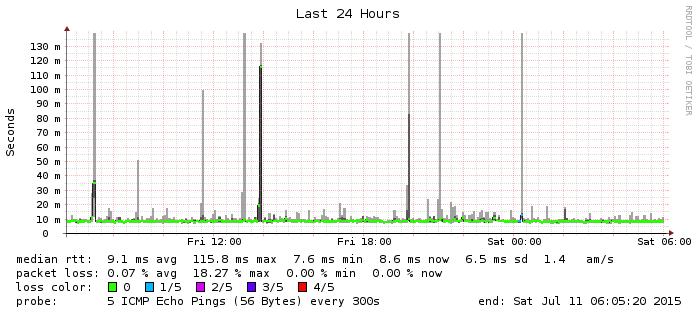 Last 24 Hours
RRDTOOL / TOBI OETIKER
Seconds
130 m
120 m
110 m
100 m
90 m
80 m
70 m
60 m
50 m
40 m
30 m
20 m
10 m
0
Fri 12:00 Fri 18:00 Sat 00:00 Sat 06:00
median rtt: 9.1 ms avg 115.8 ms max 7.6 ms min 8.6 ms now 6.5 ms sd 1.4 am/s
packet loss: 0.07 % avg 18.27 % max 0.00 % min 0.00 % now
loss color: 0 1/5 2/5 3/5 4/5
probe: 5 ICMP Echo Pings (56 Bytes) every 300s end: Sat Jul 11 06:05:20 2015